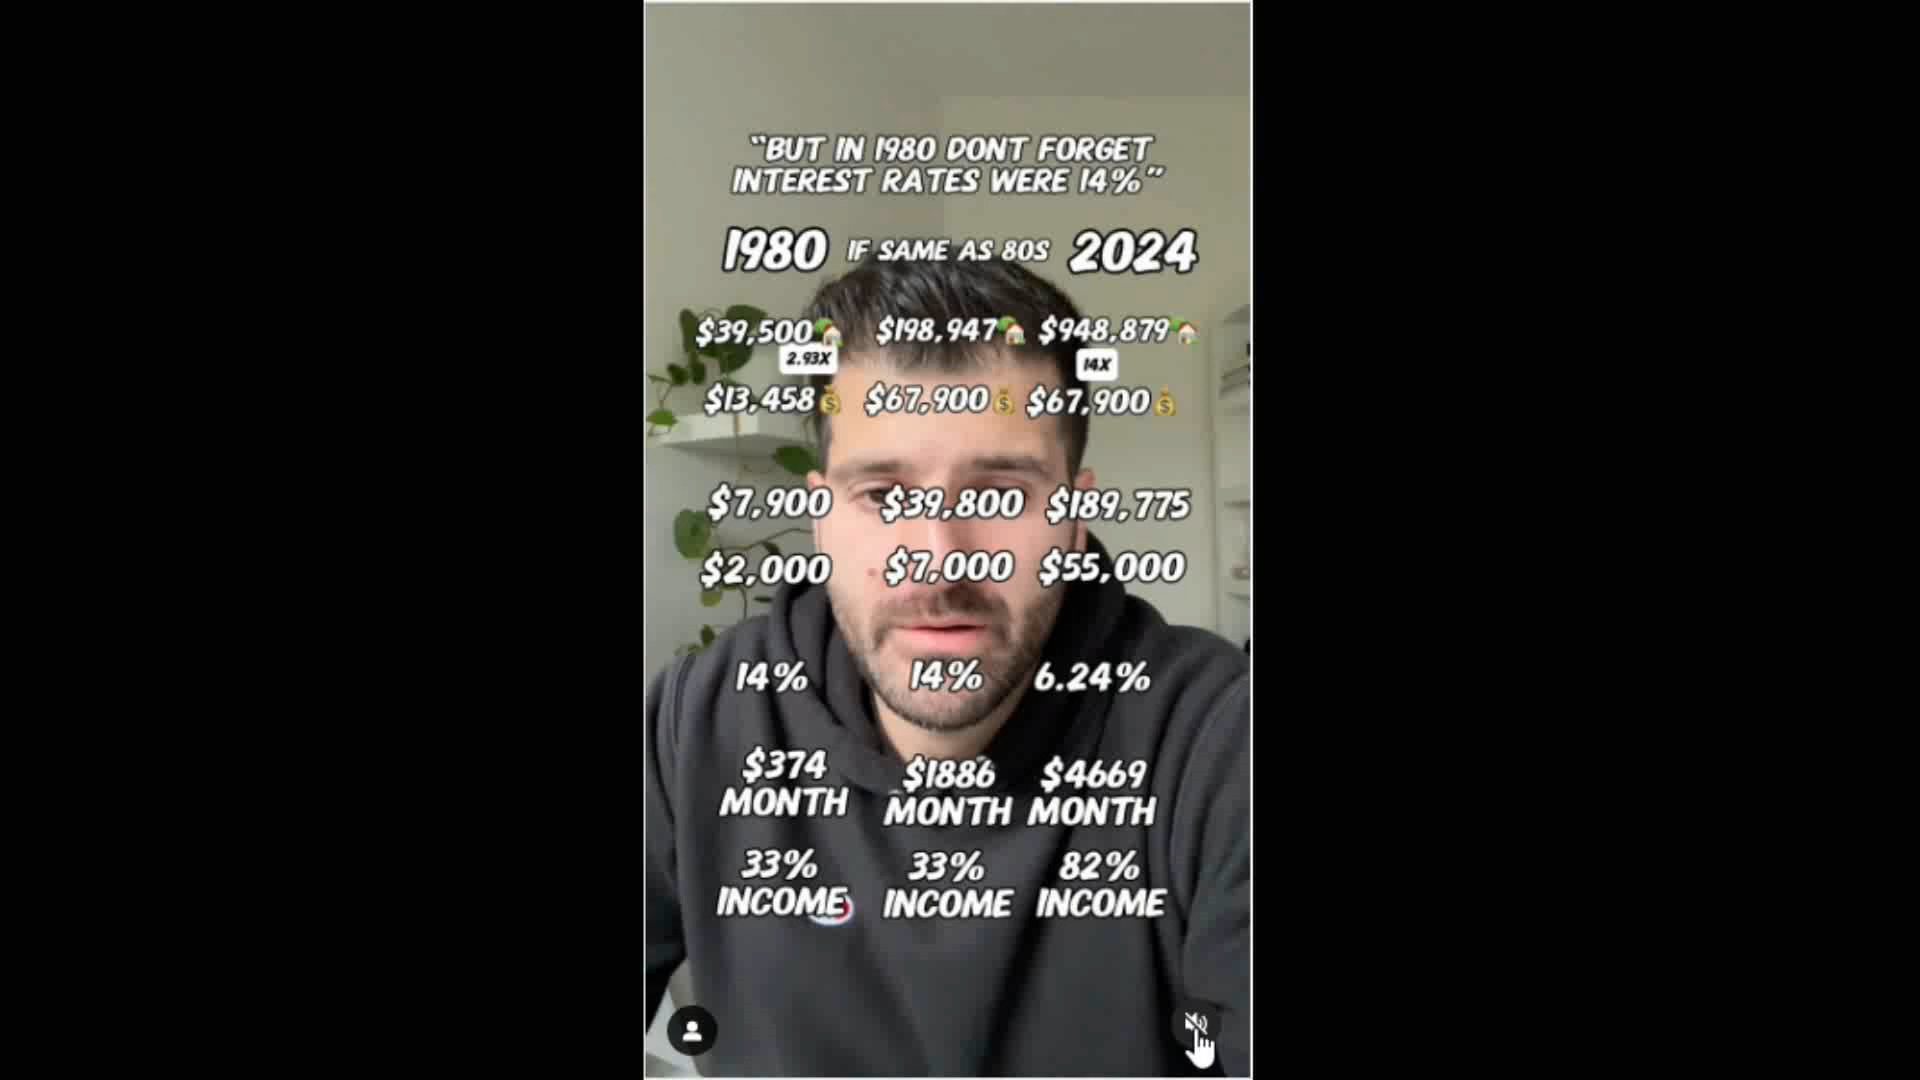 “BUT IN 1980 DONT FORGET
INTEREST RATES WERE 14%”
1980 IF SAME AS 80S 2024
$39,500 $198,947 $948,879
2.93X 14X
$13,458 $67,900 $67,900
$7,900 $39,800 $189,775
$2,000 $7,000 $55,000
14% 14% 6.24%
$374 $1886 $4669
MONTH MONTH MONTH
33% 33% 82%
INCOME INCOME INCOME